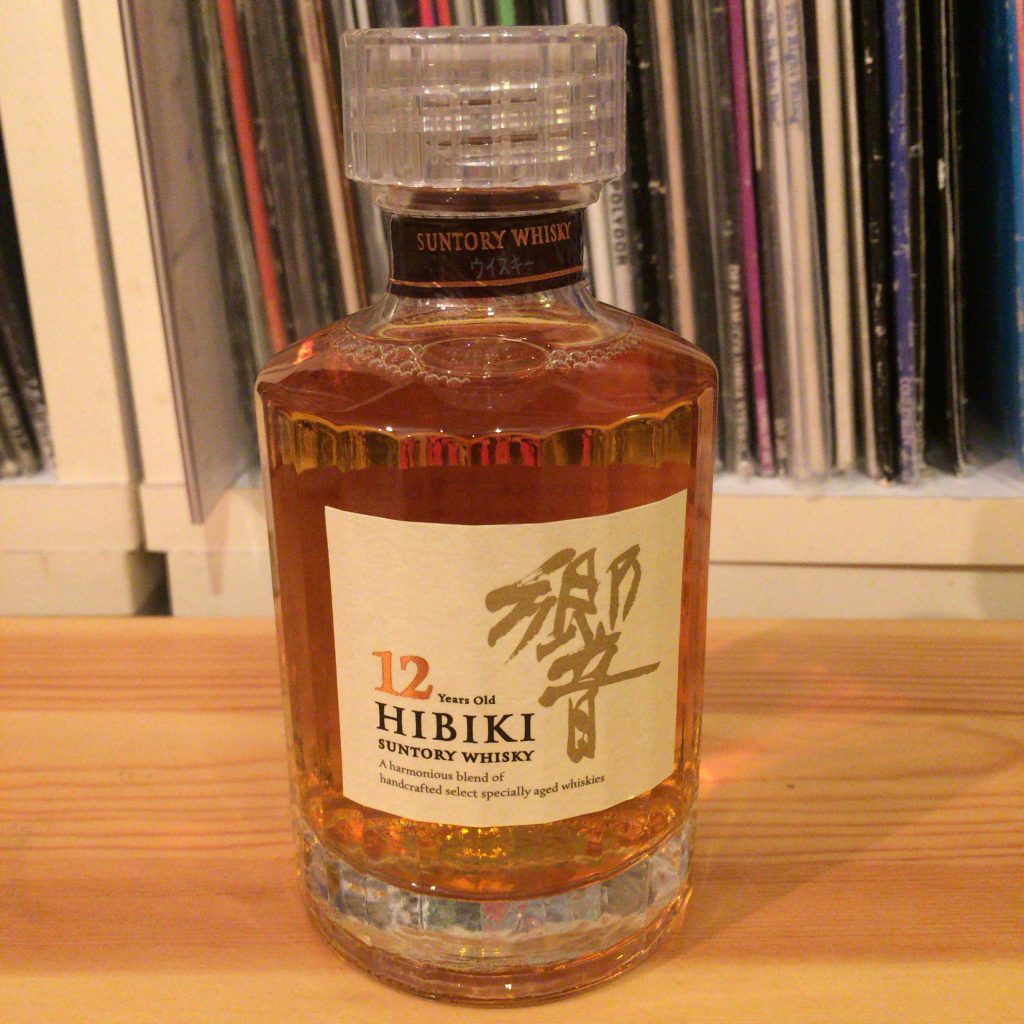 SUNTORY WHISKY
ウイスキー
POLYDOR
響
12 Years Old
HIBIKI
SUNTORY WHISKY
A harmonious blend of
handcrafted select specially aged whiskies